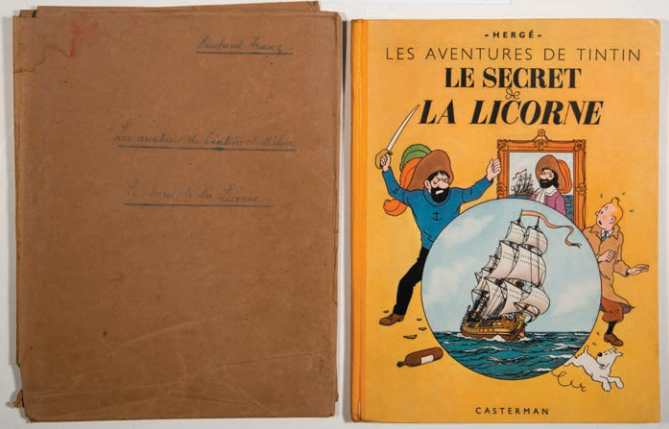 Les aventures de Tintin et Milou
Le secret de la Licorne
- HERGÉ -
LES AVENTURES DE TINTIN
LE SECRET
de
LA LICORNE
CASTERMAN